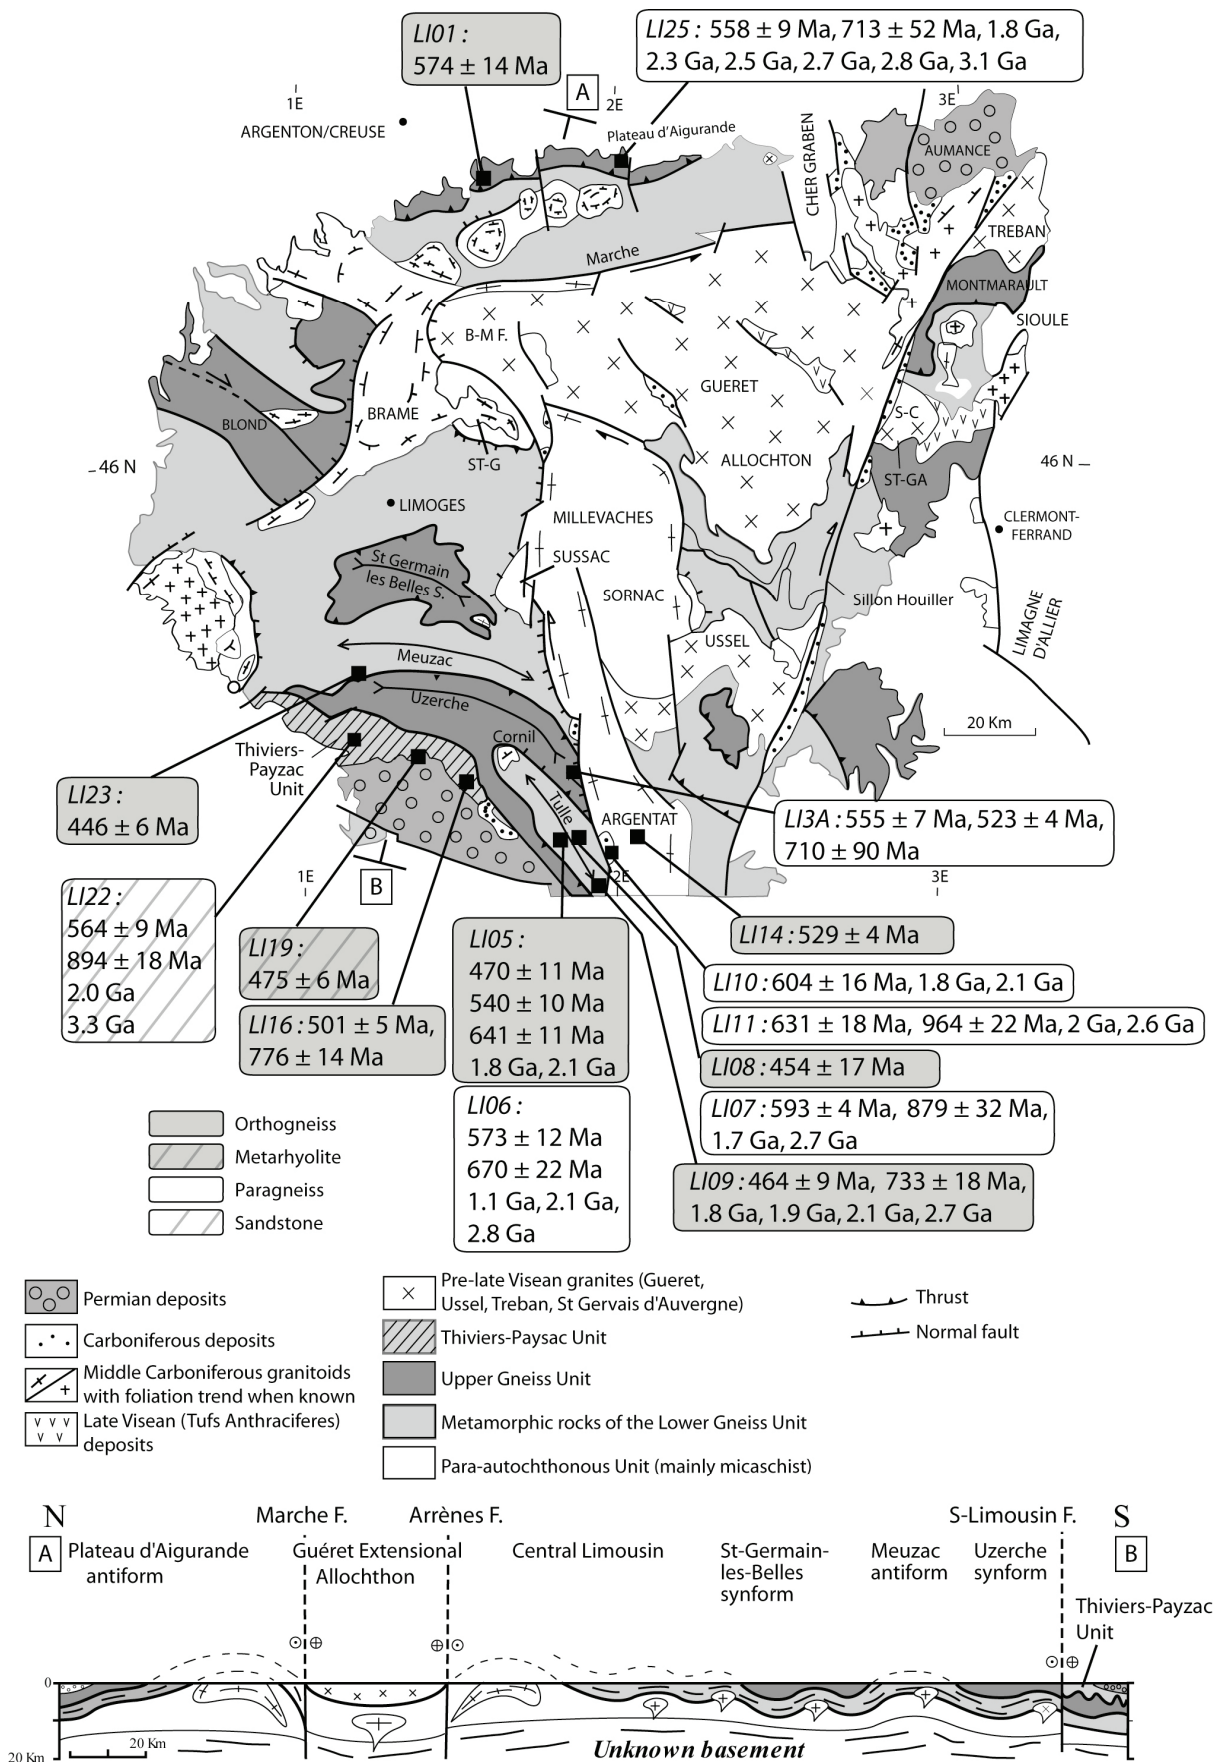 LI01 :
574 ± 14 Ma
LI25 : 558 ± 9 Ma, 713 ± 52 Ma, 1.8 Ga,
2.3 Ga, 2.5 Ga, 2.7 Ga, 2.8 Ga, 3.1 Ga
1E
A
2E
3E
ARGENTON/CREUSE
Plateau d'Aigurande
CHER GRABEN
AUMANCE
TREBAN
Marche
MONTMARAULT
SIOULE
B-M F.
GUERET
BLOND
BRAME
S-C
ST-G
46 N
ALLOCHTON
46 N
ST-GA
LIMOGES
MILLEVACHES
CLERMONT-
FERRAND
St Germain
les Belles S.
SUSSAC
SORNAC
Sillon Houiller
LIMAGNE
D'ALLIER
USSEL
Meuzac
Uzerche
20 Km
Cornil
Thiviers-
Payzac
Unit
Tulle
ARGENTAT
LI23 :
446 ± 6 Ma
LI3A : 555 ± 7 Ma, 523 ± 4 Ma,
710 ± 90 Ma
1E
B
2E
3E
LI22 :
564 ± 9 Ma
894 ± 18 Ma
2.0 Ga
3.3 Ga
LI19 :
475 ± 6 Ma
LI16 : 501 ± 5 Ma,
776 ± 14 Ma
LI05 :
470 ± 11 Ma
540 ± 10 Ma
641 ± 11 Ma
1.8 Ga, 2.1 Ga
LI06 :
573 ± 12 Ma
670 ± 22 Ma
1.1 Ga, 2.1 Ga,
2.8 Ga
LI14 : 529 ± 4 Ma
LI10 : 604 ± 16 Ma, 1.8 Ga, 2.1 Ga
LI11 : 631 ± 18 Ma, 964 ± 22 Ma, 2 Ga, 2.6 Ga
LI08 : 454 ± 17 Ma
LI07 : 593 ± 4 Ma, 879 ± 32 Ma,
1.7 Ga, 2.7 Ga
LI09 : 464 ± 9 Ma, 733 ± 18 Ma,
1.8 Ga, 1.9 Ga, 2.1 Ga, 2.7 Ga
Orthogneiss
Metarhyolite
Paragneiss
Sandstone
Permian deposits
Carboniferous deposits
Middle Carboniferous granitoids
with foliation trend when known
Late Visean (Tufs Anthraciferes)
deposits
Pre-late Visean granites (Gueret,
Ussel, Treban, St Gervais d'Auvergne)
Thiviers-Paysac Unit
Upper Gneiss Unit
Metamorphic rocks of the Lower Gneiss Unit
Para-autochthonous Unit (mainly micaschist)
Thrust
Normal fault
N
Marche F.
Arrènes F.
S-Limousin F.
S
A
Plateau d'Aigurande
antiform
Guéret Extensional
Allochthon
Central Limousin
St-Germain-
les-Belles
synform
Meuzac
antiform
Uzerche
synform
B
Thiviers-Payzac
Unit
0
20 Km
20 Km
Unknown basement